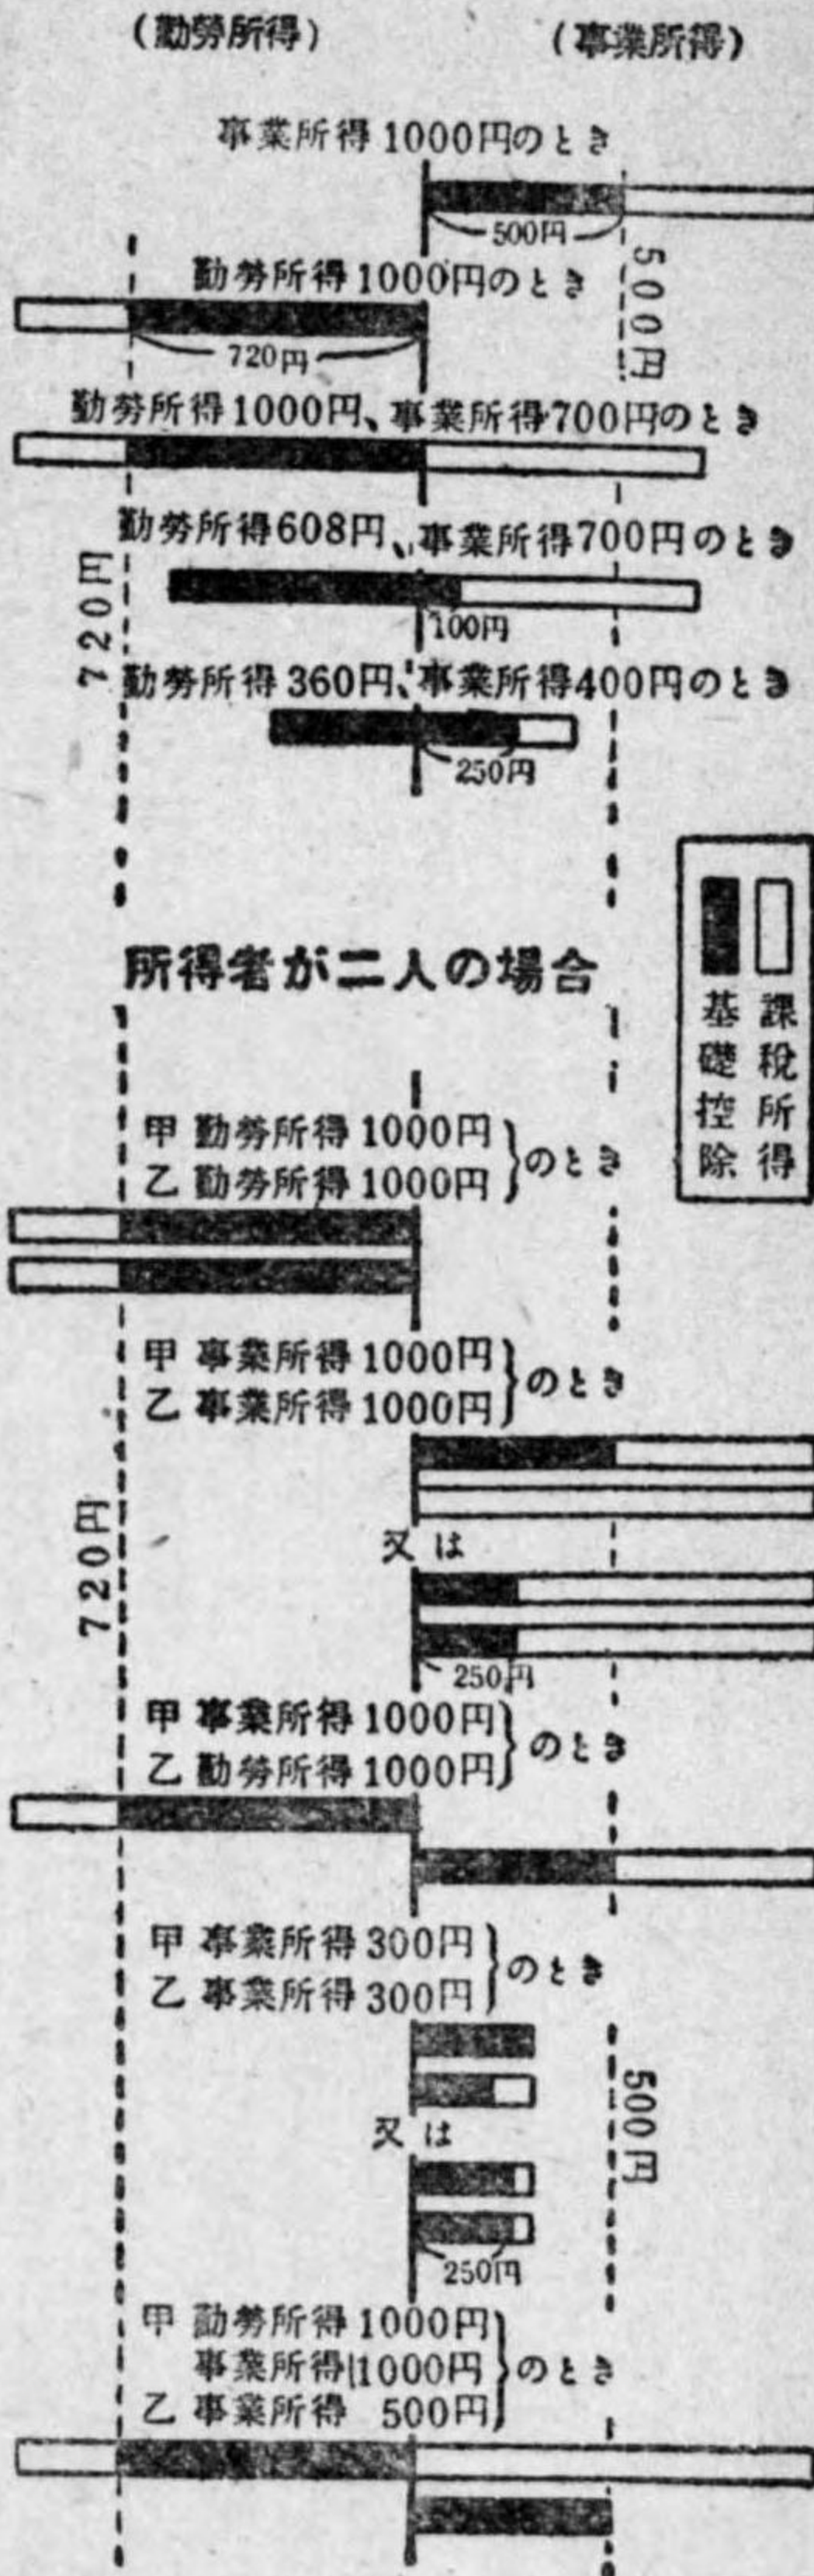 (勤勞所得)
(事業所得)
事業所得1000円のとき
500円
500円
勤勞所得1000円のとき
720円
勤勞所得1000円、事業所得700円のとき
勤勞所得608円、事業所得700円のとき
100円
720円
勤勞所得360円、事業所得400円のとき
250円
課税所得
基礎控除
所得者が二人の場合
甲 勤勞所得1000円
乙 勤勞所得1000円
のとき
甲 事業所得1000円
乙 事業所得1000円
のとき
又は
720円
250円
甲 事業所得1000円
乙 勤勞所得1000円
のとき
甲 事業所得300円
乙 事業所得300円
のとき
又は
500円
250円
甲 勤勞所得1000円
事業所得1000円
乙 事業所得 500円
のとき